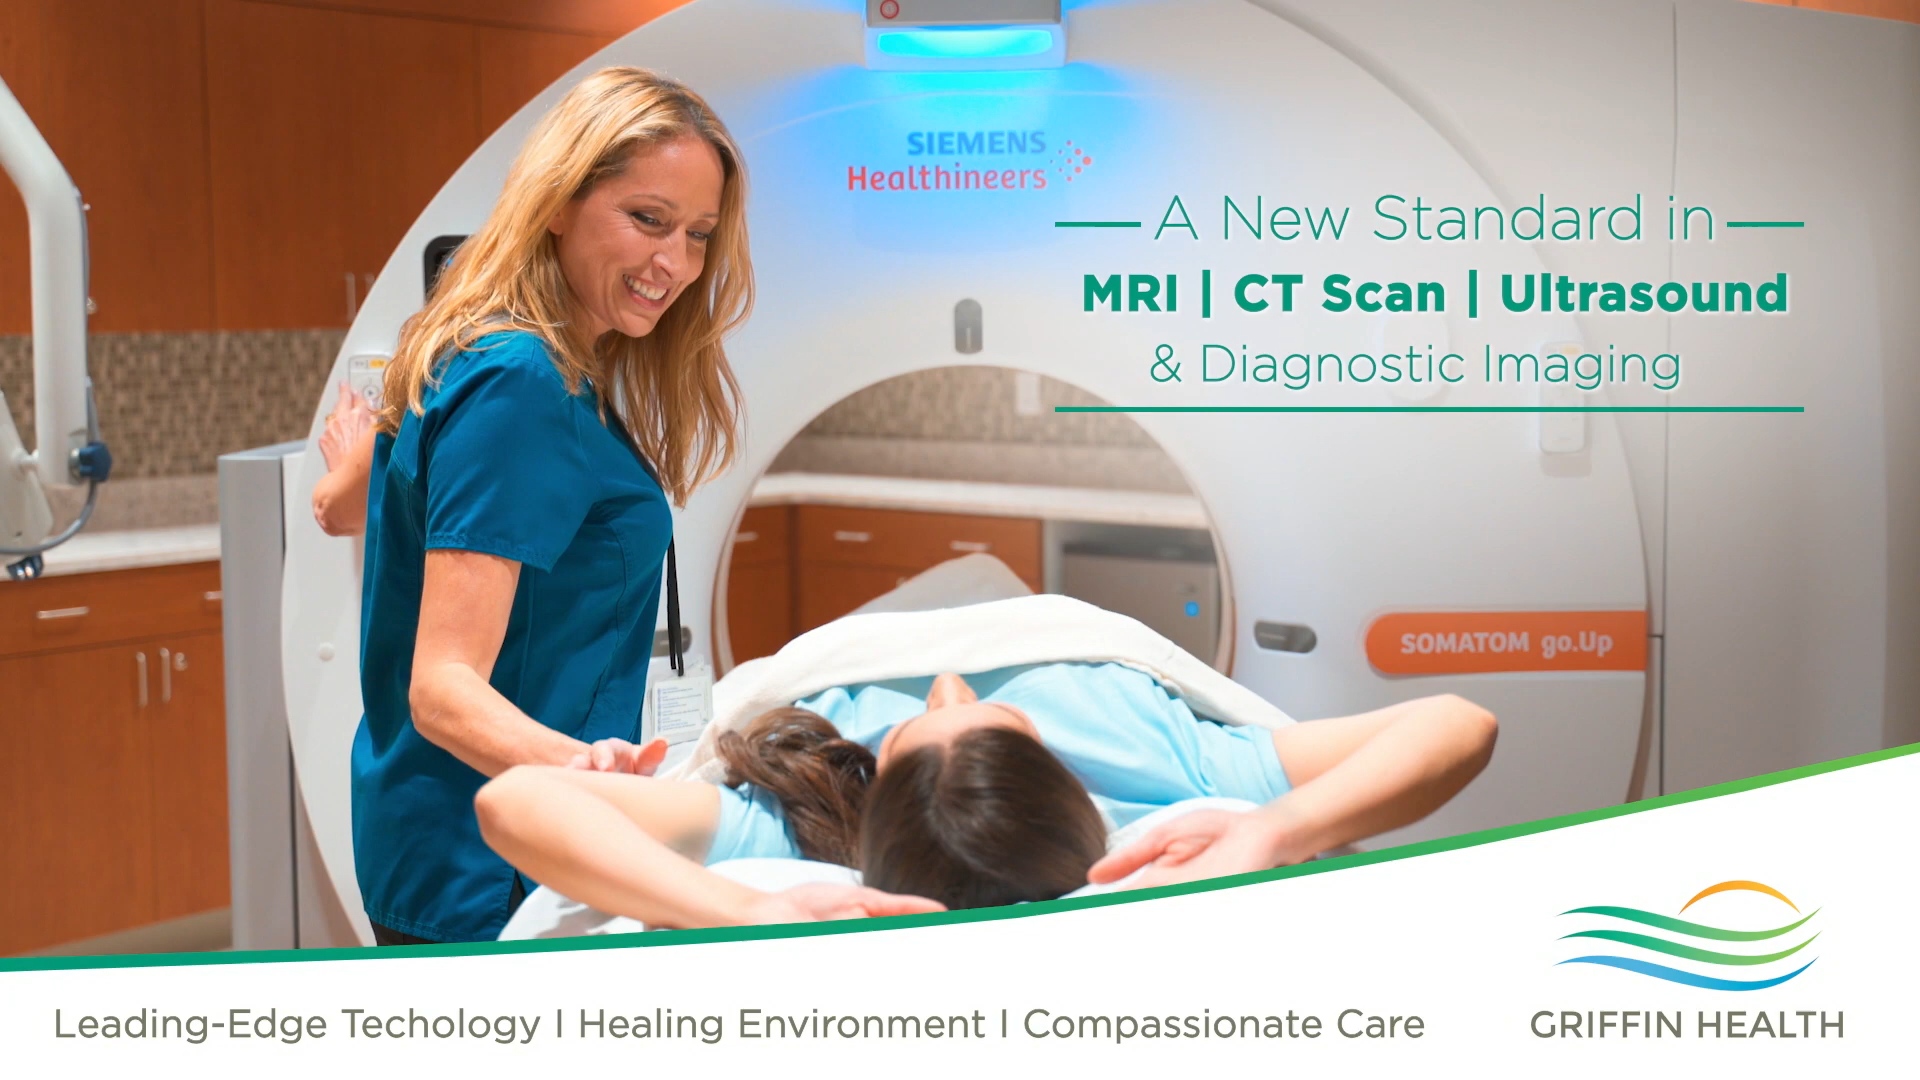 SIEMENS
Healthineers
A New Standard in
MRI | CT Scan | Ultrasound
& Diagnostic Imaging
SOMATOM go.Up
Leading-Edge Techology | Healing Environment | Compassionate Care
GRIFFIN HEALTH